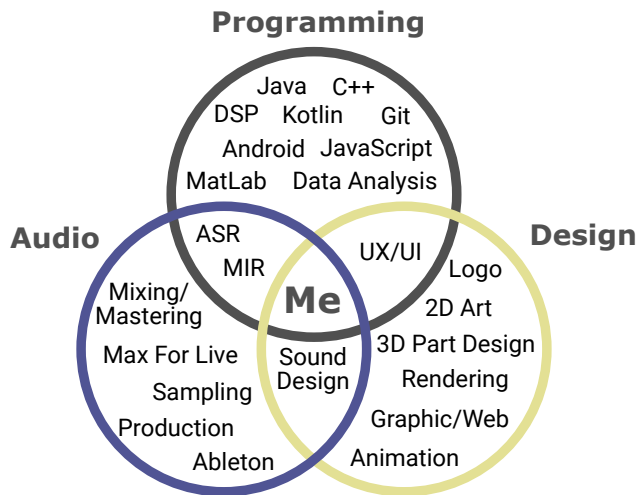 Programming
Java C++
DSP Kotlin Git
Android JavaScript
MatLab Data Analysis
Audio
Design
ASR
MIR
UX/UI
Me
Logo
2D Art
3D Part Design
Rendering
Graphic/Web
Animation
Mixing/
Mastering
Max For Live
Sampling
Production
Ableton
Sound
Design